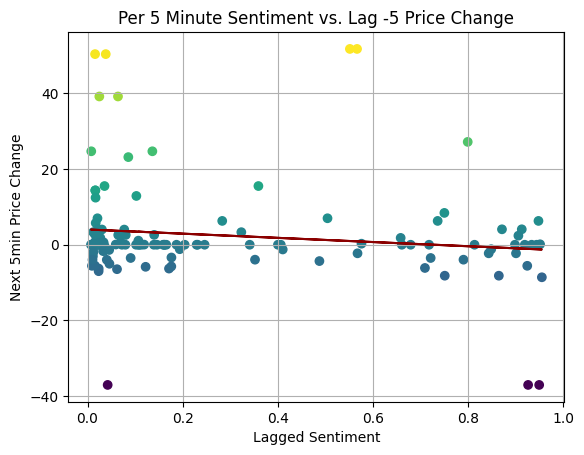 Per 5 Minute Sentiment vs. Lag -5 Price Change
Next 5min Price Change
40
20
0
−20
−40
0.0 0.2 0.4 0.6 0.8 1.0
Lagged Sentiment